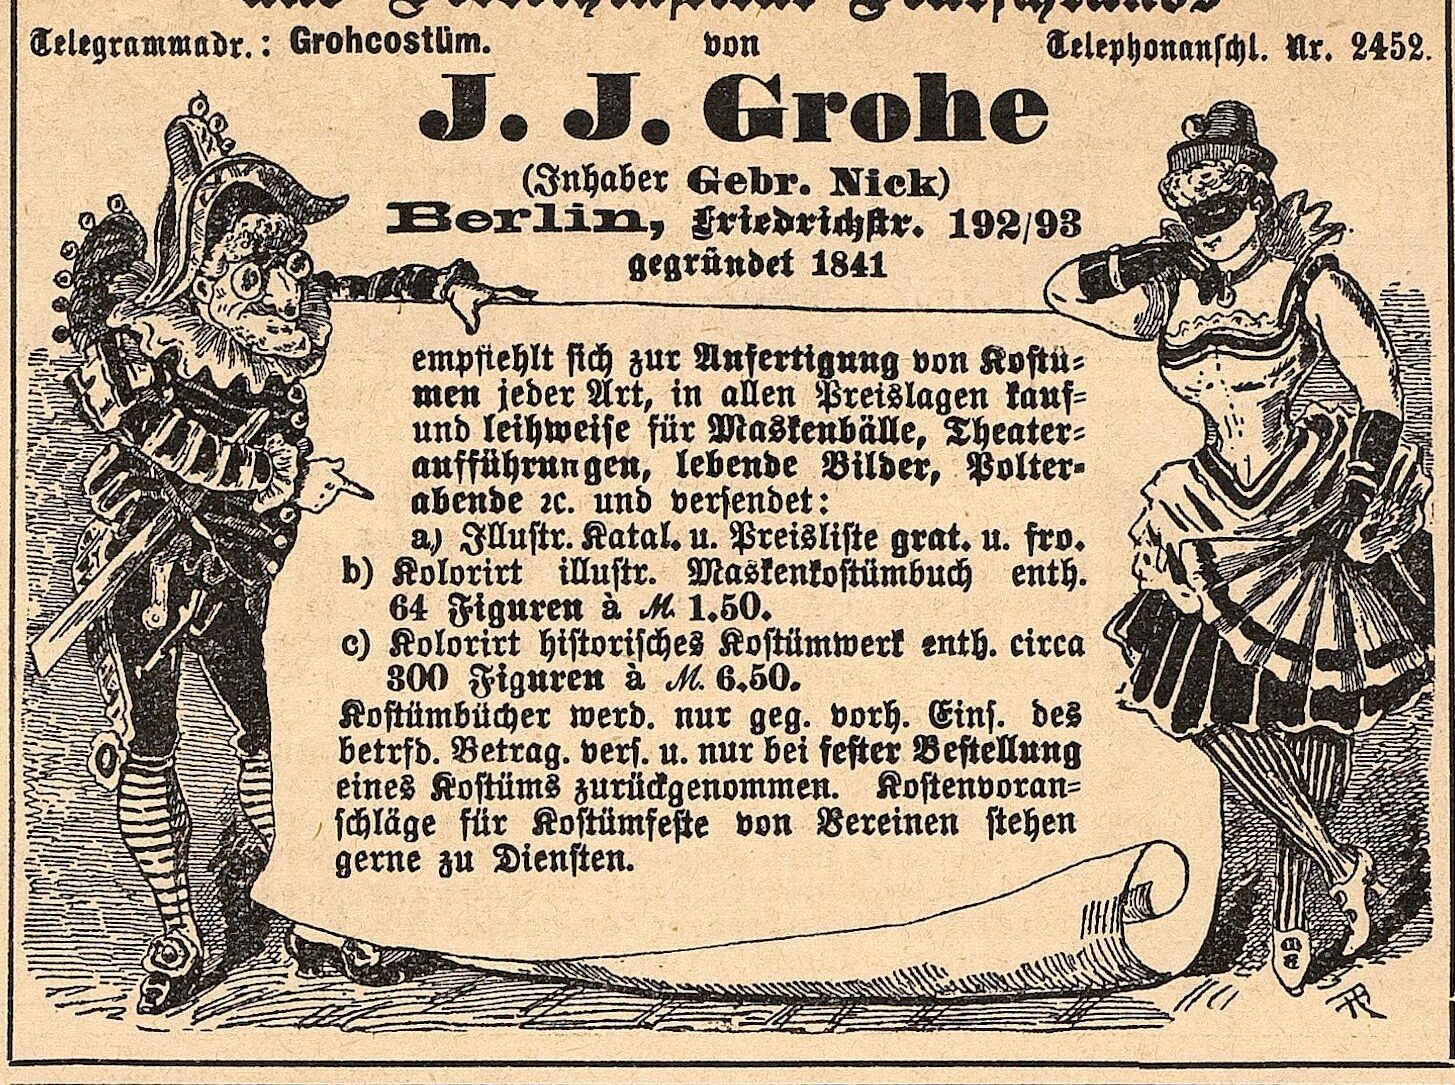 Telegrammadr.: Grohcostüm. von Telephonanschl. Nr. 2452.
J. J. Grohe
(Inhaber Gebr. Nick)
Berlin, Friedrichstr. 192/93
gegründet 1841
empfiehlt sich zur Anfertigung von Kostü-
men jeder Art, in allen Preislagen kauf-
und leihweise für Maskenbälle, Theater-
aufführungen, lebende Bilder, Polter-
abende ꝛc. und versendet:
a) Illustr. Katal. u. Preisliste grat. u. fro.
b) Kolorirt illustr. Maskenkostümbuch enth.
64 Figuren à M. 1.50.
c) Kolorirt historisches Kostümwerk enth. circa
300 Figuren à M. 6.50.
Kostümbücher werd. nur geg. vorh. Eins. des
betrfd. Betrag. vers. u. nur bei fester Bestellung
eines Kostüms zurückgenommen. Kostenvoran-
schläge für Kostümfeste von Vereinen stehen
gerne zu Diensten.